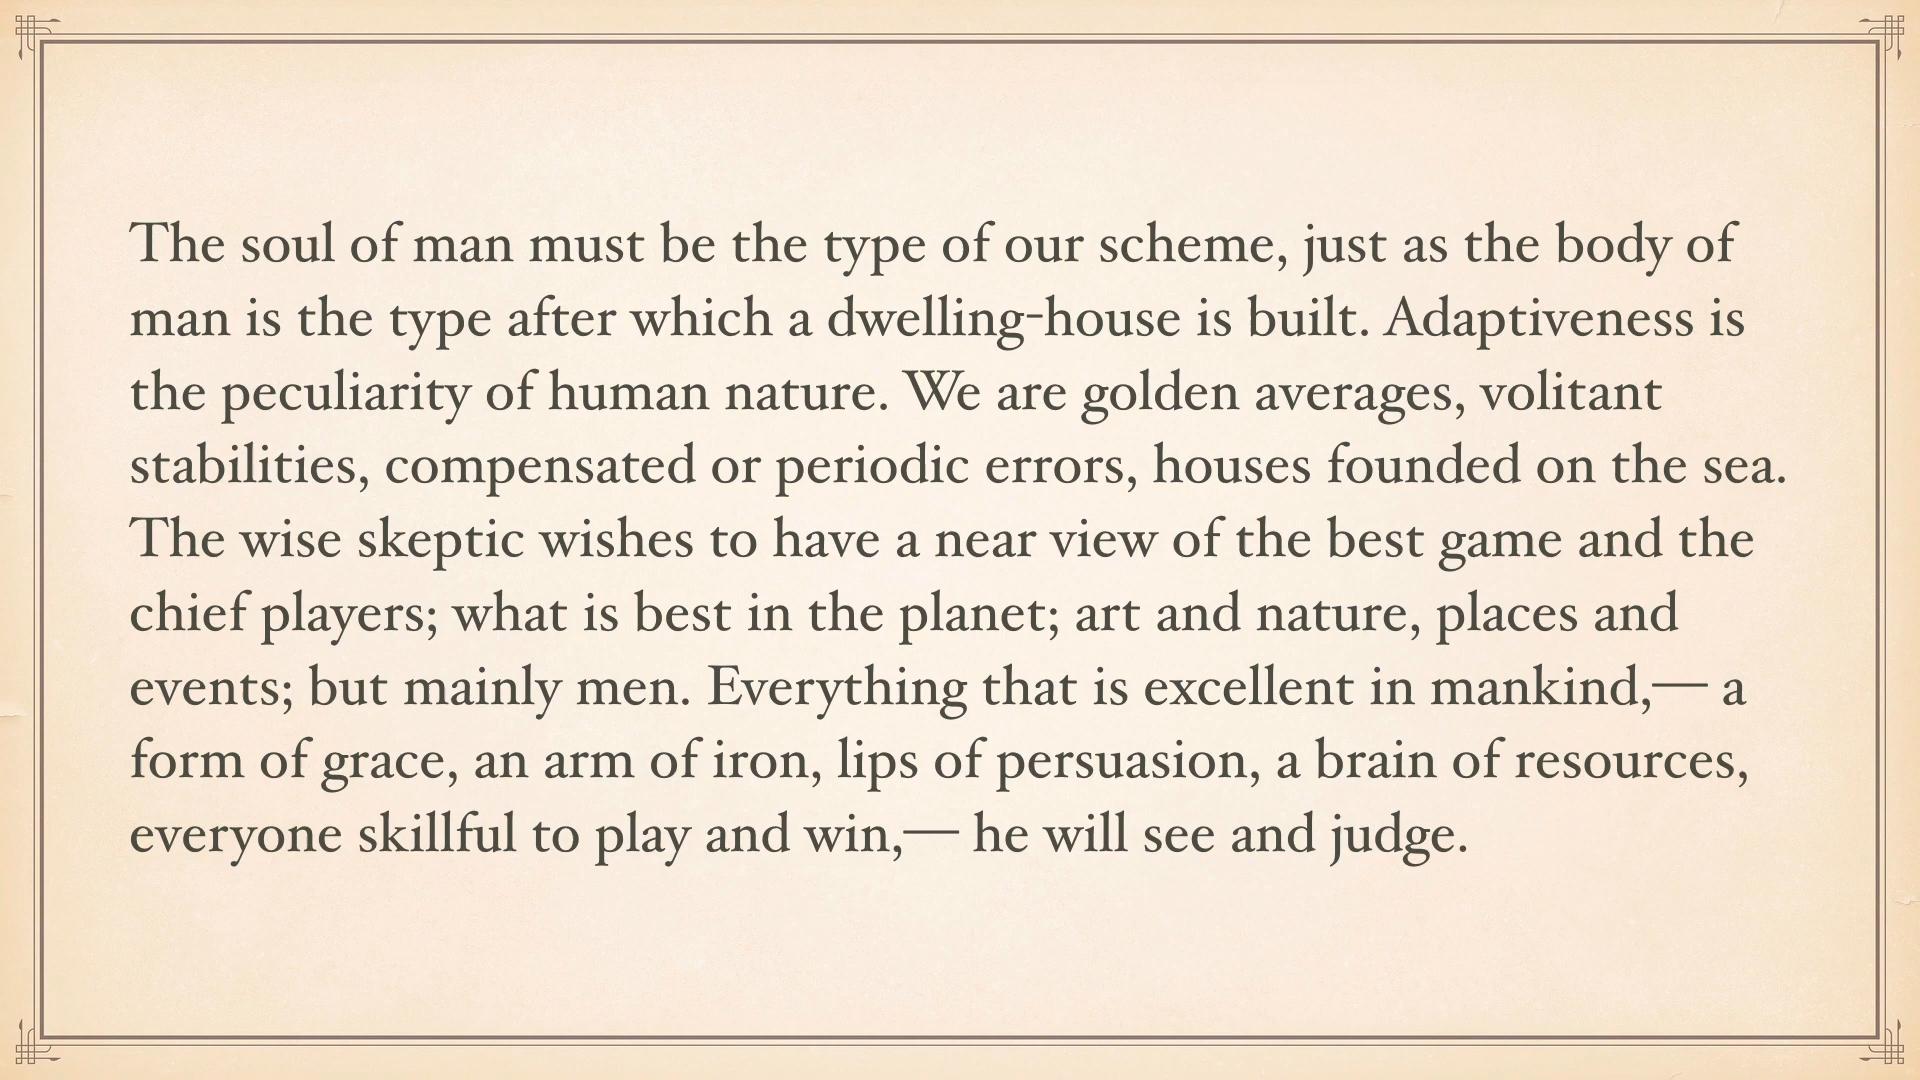 The soul of man must be the type of our scheme, just as the body of
man is the type after which a dwelling-house is built. Adaptiveness is
the peculiarity of human nature. We are golden averages, volitant
stabilities, compensated or periodic errors, houses founded on the sea.
The wise skeptic wishes to have a near view of the best game and the
chief players; what is best in the planet; art and nature, places and
events; but mainly men. Everything that is excellent in mankind,— a
form of grace, an arm of iron, lips of persuasion, a brain of resources,
everyone skillful to play and win,— he will see and judge.